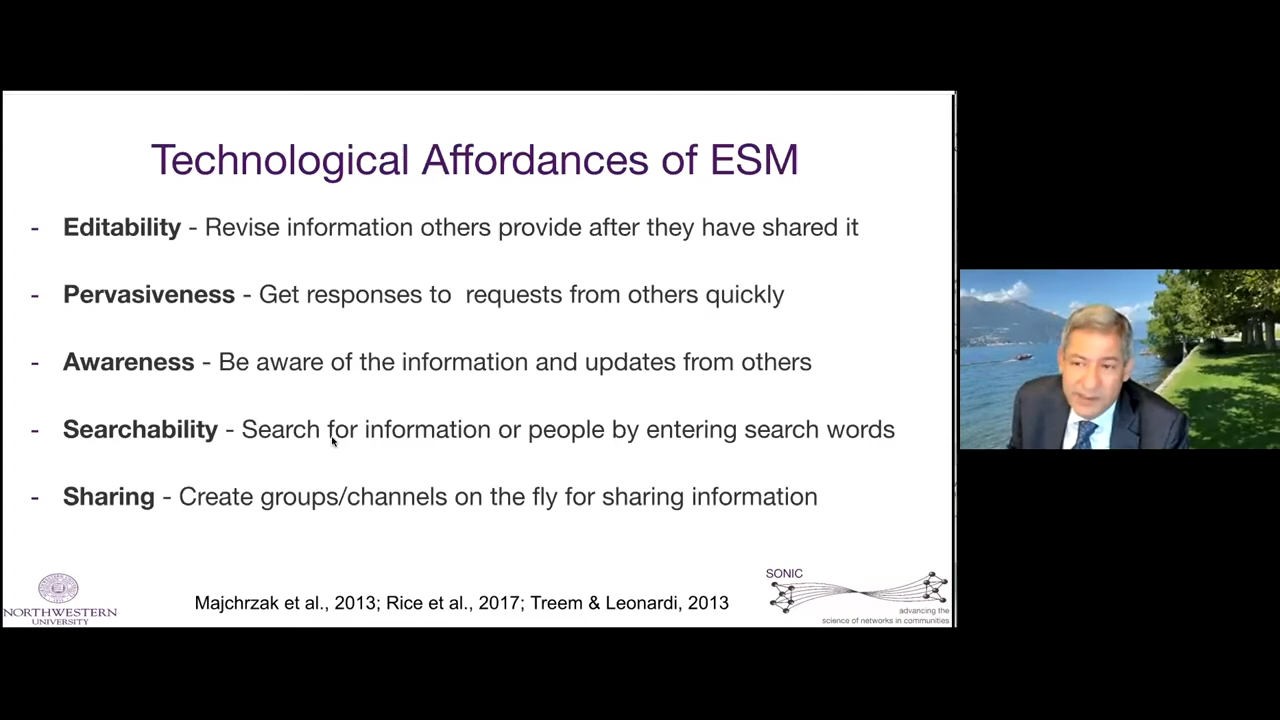 Technological Affordances of ESM
- Editability - Revise information others provide after they have shared it
- Pervasiveness - Get responses to  requests from others quickly
- Awareness - Be aware of the information and updates from others
- Searchability - Search for information or people by entering search words
- Sharing - Create groups/channels on the fly for sharing information
NORTHWESTERN
UNIVERSITY
Majchrzak et al., 2013; Rice et al., 2017; Treem & Leonardi, 2013
SONIC
advancing the
science of networks in communities